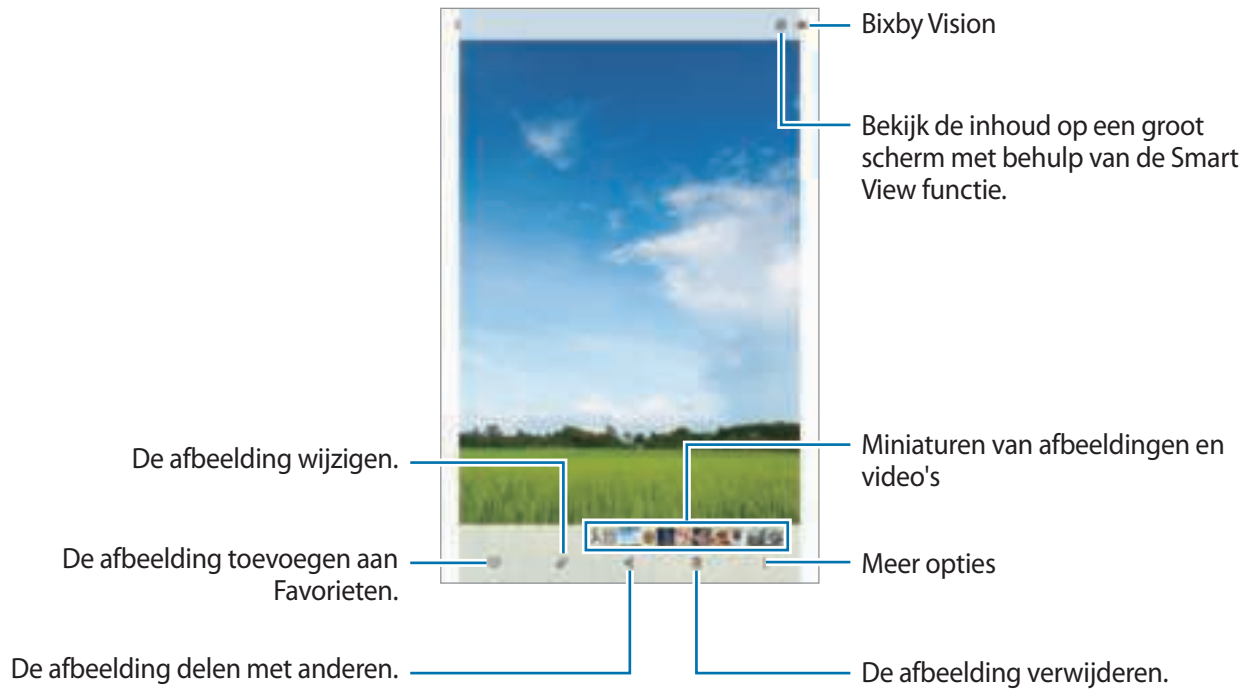 Bixby Vision
Bekijk de inhoud op een groot
scherm met behulp van de Smart
View functie.
De afbeelding wijzigen.
Miniaturen van afbeeldingen en
video's
De afbeelding toevoegen aan
Favorieten.
Meer opties
De afbeelding delen met anderen.
De afbeelding verwijderen.